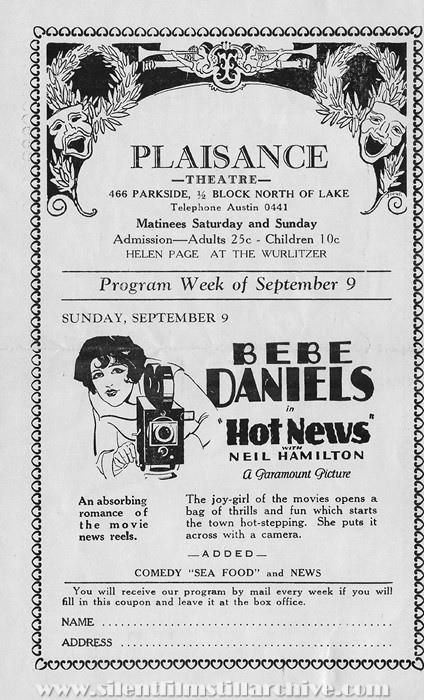 PLAISANCE
—THEATRE—
466 PARKSIDE, ½ BLOCK NORTH OF LAKE
Telephone Austin 0441
Matinees Saturday and Sunday
Admission—Adults 25c - Children 10c
HELEN PAGE AT THE WURLITZER
Program Week of September 9
SUNDAY, SEPTEMBER 9
BEBE
DANIELS
in
"Hot News"
WITH
NEIL HAMILTON
A Paramount Picture
An absorbing
romance of
the movie
news reels.
The joy-girl of the movies opens a
bag of thrills and fun which starts
the town hot-stepping. She puts it
across with a camera.
—ADDED—
COMEDY "SEA FOOD" and NEWS
You will receive our program by mail every week if you will
fill in this coupon and leave it at the box office.
NAME
ADDRESS
www.silentfilmstillarchive.com